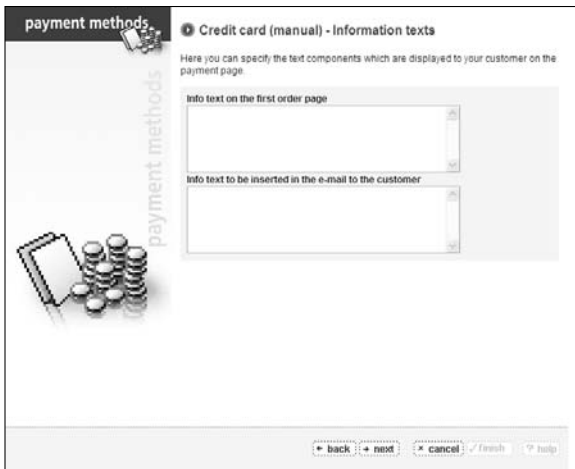 payment methods
payment methods
Credit card (manual) - Information texts
Here you can specify the text components which are displayed to your customer on the
payment page.
Info text on the first order page
Info text to be inserted in the e-mail to the customer
back next cancel finish help